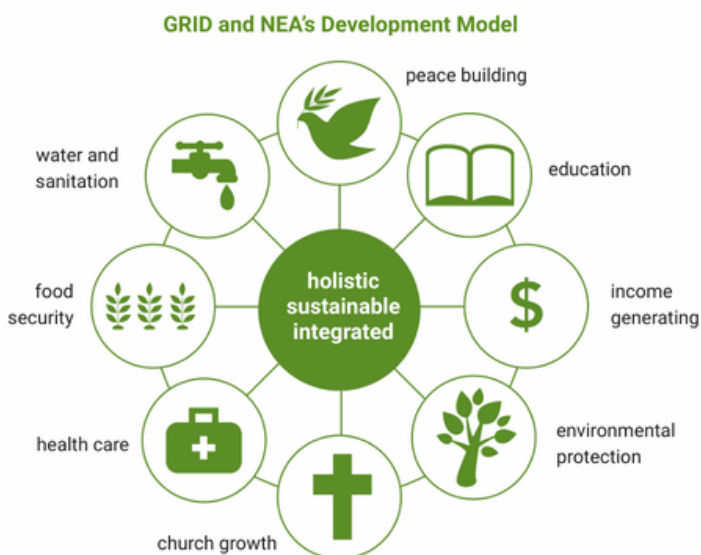 GRID and NEA's Development Model
peace building
education
income
generating
environmental
protection
church growth
health care
food
security
water and
sanitation
holistic
sustainable
integrated
$